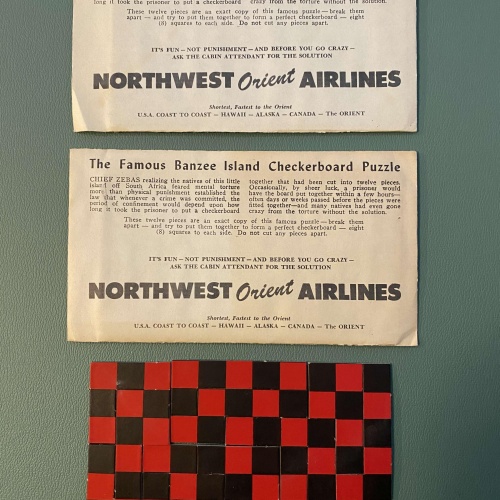 long it took the prisoner to put a checkerboard crazy from the torture without the solution.
These twelve pieces are an exact copy of this famous puzzle — break them
apart — and try to put them together to form a perfect checkerboard — eight
(8) squares to each side. Do not cut any pieces apart.
IT'S FUN — NOT PUNISHMENT — AND BEFORE YOU GO CRAZY —
ASK THE CABIN ATTENDANT FOR THE SOLUTION
NORTHWEST Orient AIRLINES
Shortest, Fastest to the Orient
U.S.A. COAST TO COAST — HAWAII — ALASKA — CANADA — The ORIENT
The Famous Banzee Island Checkerboard Puzzle
CHIEF ZEBAS realizing the natives of this little
island off South Africa feared mental torture
more than physical punishment established the
law that whenever a crime was committed, the
period of confinement would depend upon how
long it took the prisoner to put a checkerboard
together that had been cut into twelve pieces.
Occasionally, by sheer luck, a prisoner would
have the board put together within a few hours—
often days or weeks passed before the pieces were
fitted together—and many natives had even gone
crazy from the torture without the solution.
These twelve pieces are an exact copy of this famous puzzle — break them
apart — and try to put them together to form a perfect checkerboard — eight
(8) squares to each side. Do not cut any pieces apart.
IT'S FUN — NOT PUNISHMENT — AND BEFORE YOU GO CRAZY —
ASK THE CABIN ATTENDANT FOR THE SOLUTION
NORTHWEST Orient AIRLINES
Shortest, Fastest to the Orient
U.S.A. COAST TO COAST — HAWAII — ALASKA — CANADA — The ORIENT